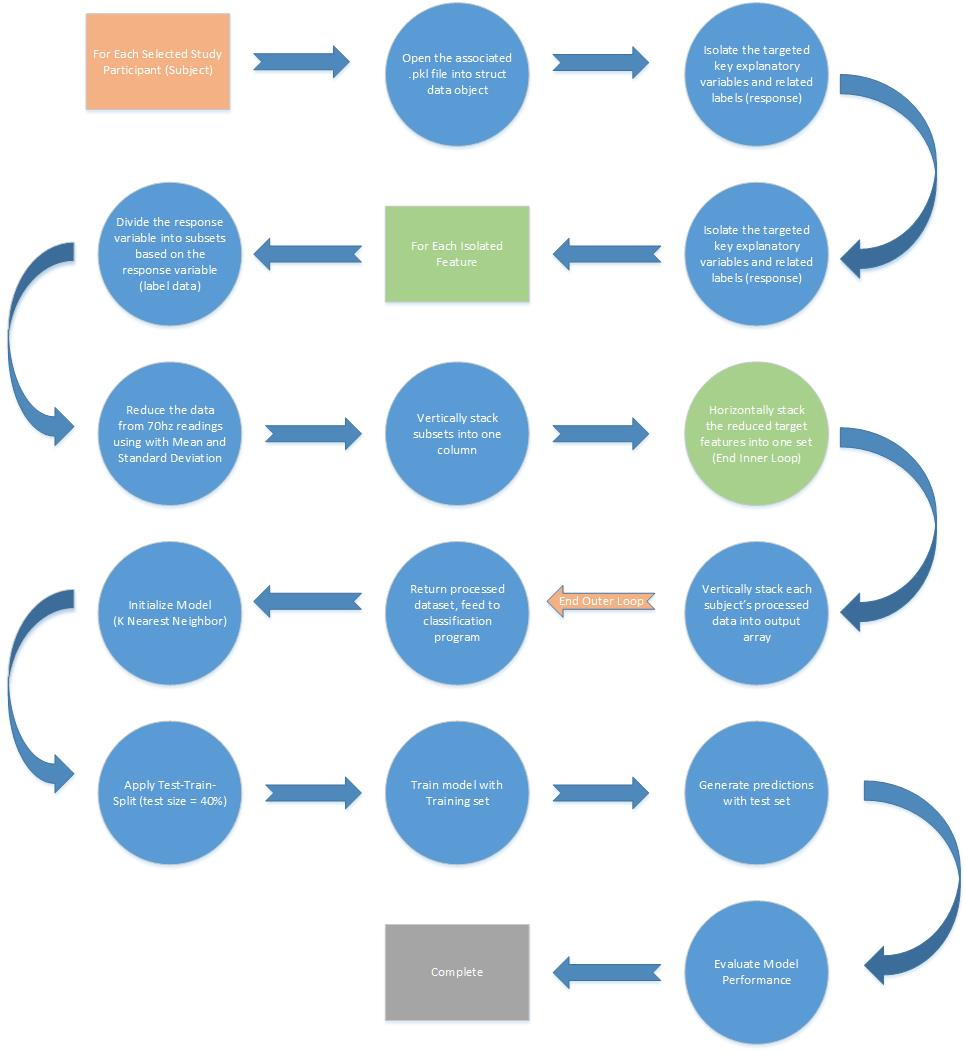 For Each Selected Study
Participant (Subject)
Open the associated
.pkl file into struct
data object
Isolate the targeted
key explanatory
variables and related
labels (response)
Isolate the targeted
key explanatory
variables and related
labels (response)
For Each Isolated
Feature
Divide the response
variable into subsets
based on the
response variable
(label data)
Reduce the data
from 70hz readings
using with Mean and
Standard Deviation
Vertically stack
subsets into one
column
Horizontally stack
the reduced target
features into one set
(End Inner Loop)
Vertically stack each
subject's processed
data into output
array
End Outer Loop
Return processed
dataset, feed to
classification
program
Initialize Model
(K Nearest Neighbor)
Apply Test-Train-
Split (test size = 40%)
Train model with
Training set
Generate predictions
with test set
Evaluate Model
Performance
Complete